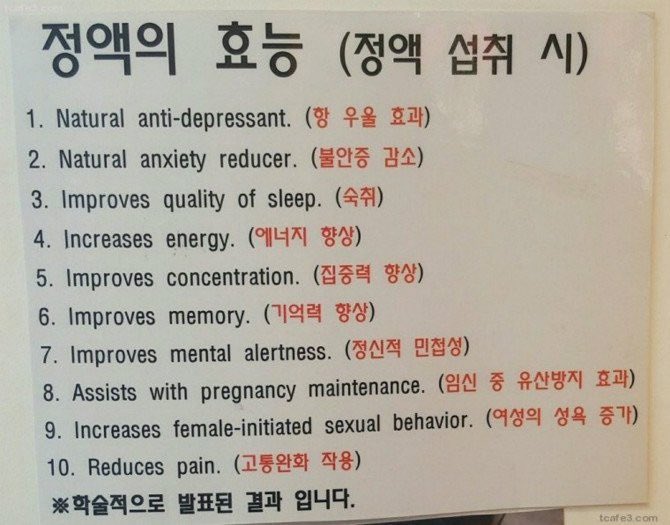 tcafe3.com
정액의 효능 (정액 섭취 시)
1. Natural anti-depressant. (항 우울 효과)
2. Natural anxiety reducer. (불안증 감소)
3. Improves quality of sleep. (숙취)
4. Increases energy. (에너지 향상)
5. Improves concentration. (집중력 향상)
6. Improves memory. (기억력 향상)
7. Improves mental alertness. (정신적 민첩성)
8. Assists with pregnancy maintenance. (임신 중 유산방지 효과)
9. Increases female-initiated sexual behavior. (여성의 성욕 증가)
10. Reduces pain. (고통완화 작용)
※학술적으로 발표된 결과 입니다.
tcafe3.com